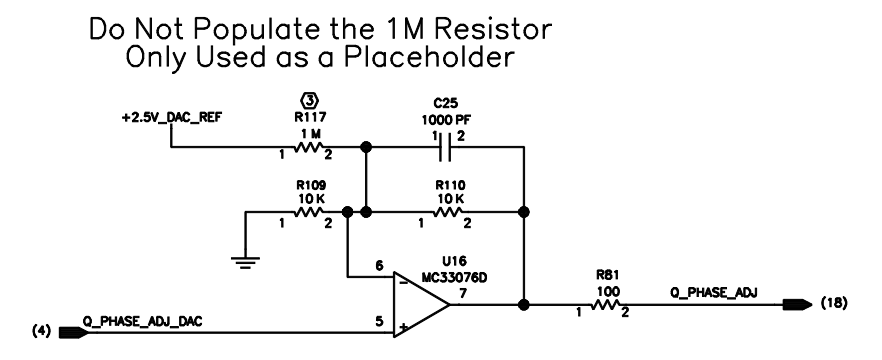 Do Not Populate the 1M Resistor
Only Used as a Placeholder
3
+2.5V_DAC_REF
R117
1 M
1 2
C25
1000 PF
1 2
R109
10 K
1 2
R110
10 K
1 2
U16
MC33076D
6
7
5
R81
100
1 2
Q_PHASE_ADJ
(18)
(4)
Q_PHASE_ADJ_DAC